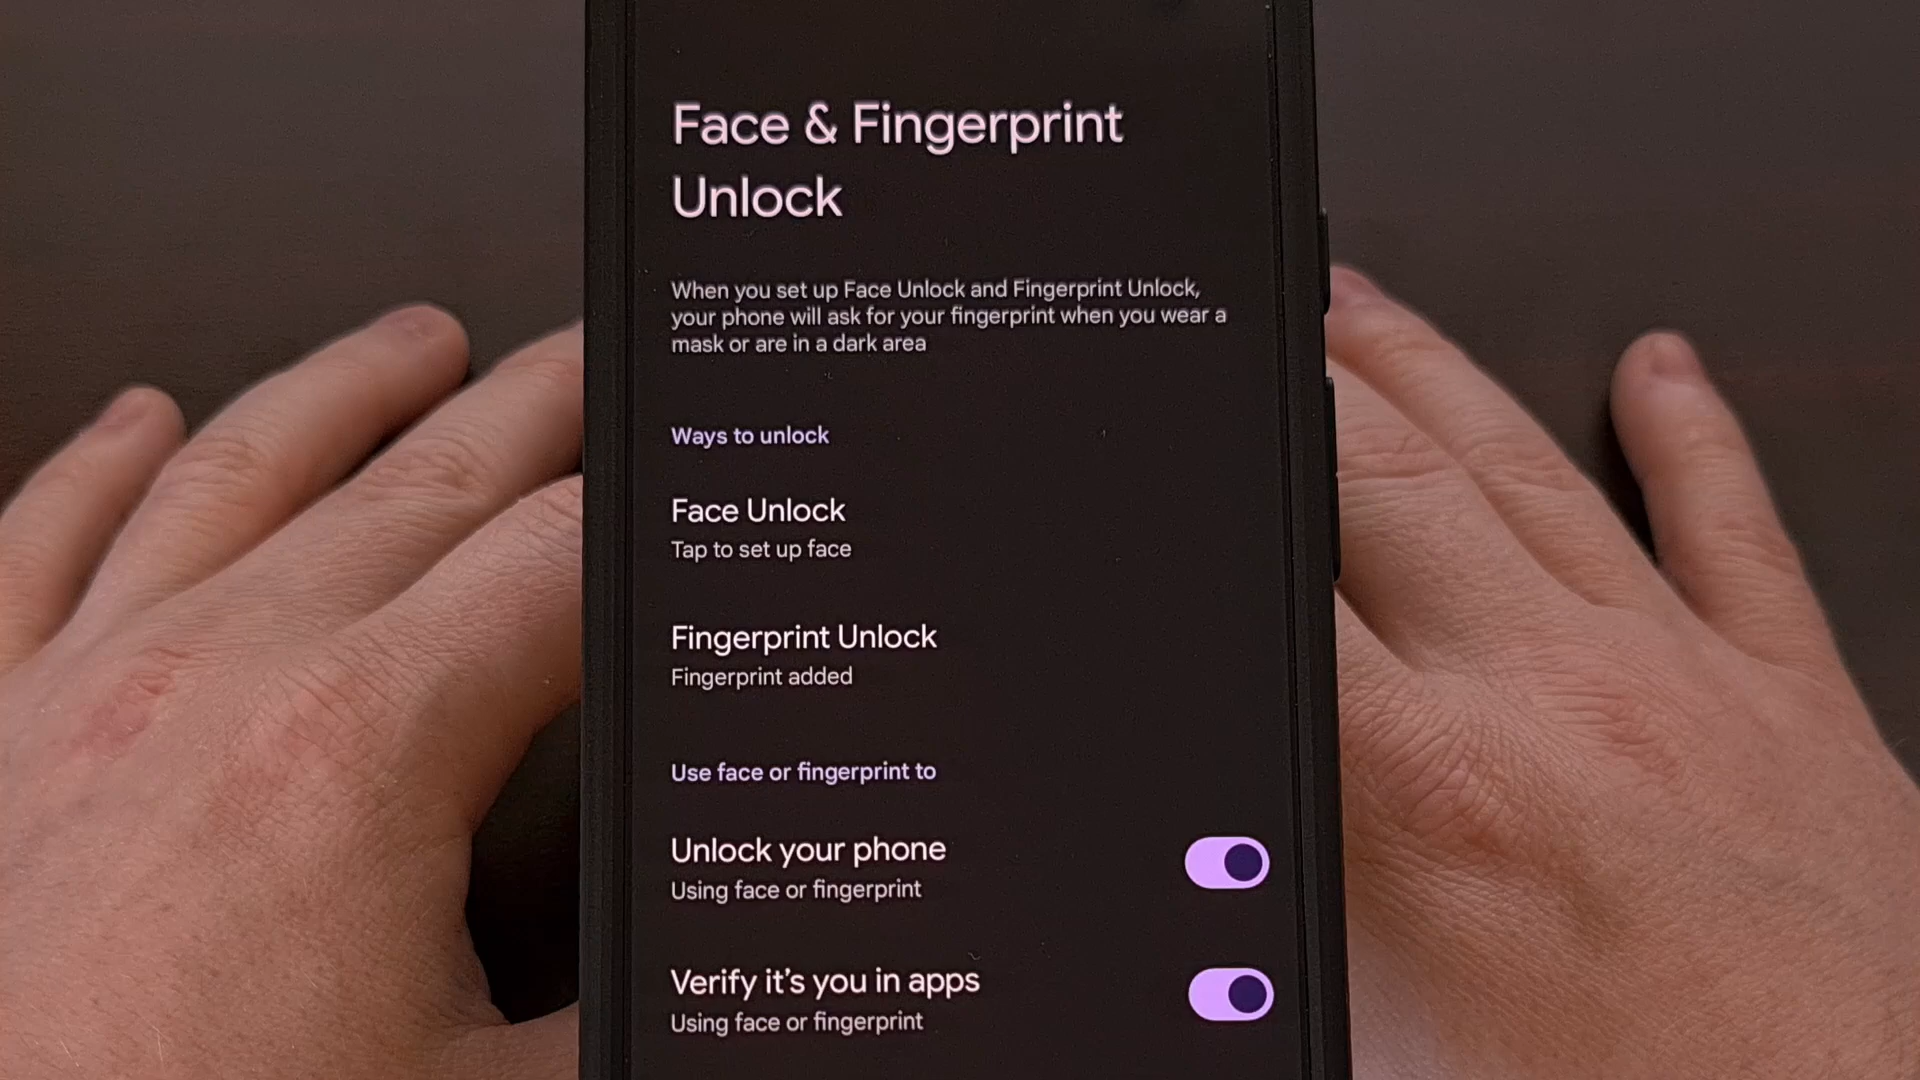 Face & Fingerprint
Unlock
When you set up Face Unlock and Fingerprint Unlock,
your phone will ask for your fingerprint when you wear a
mask or are in a dark area
Ways to unlock
Face Unlock
Tap to set up face
Fingerprint Unlock
Fingerprint added
Use face or fingerprint to
Unlock your phone
Using face or fingerprint
Verify it’s you in apps
Using face or fingerprint